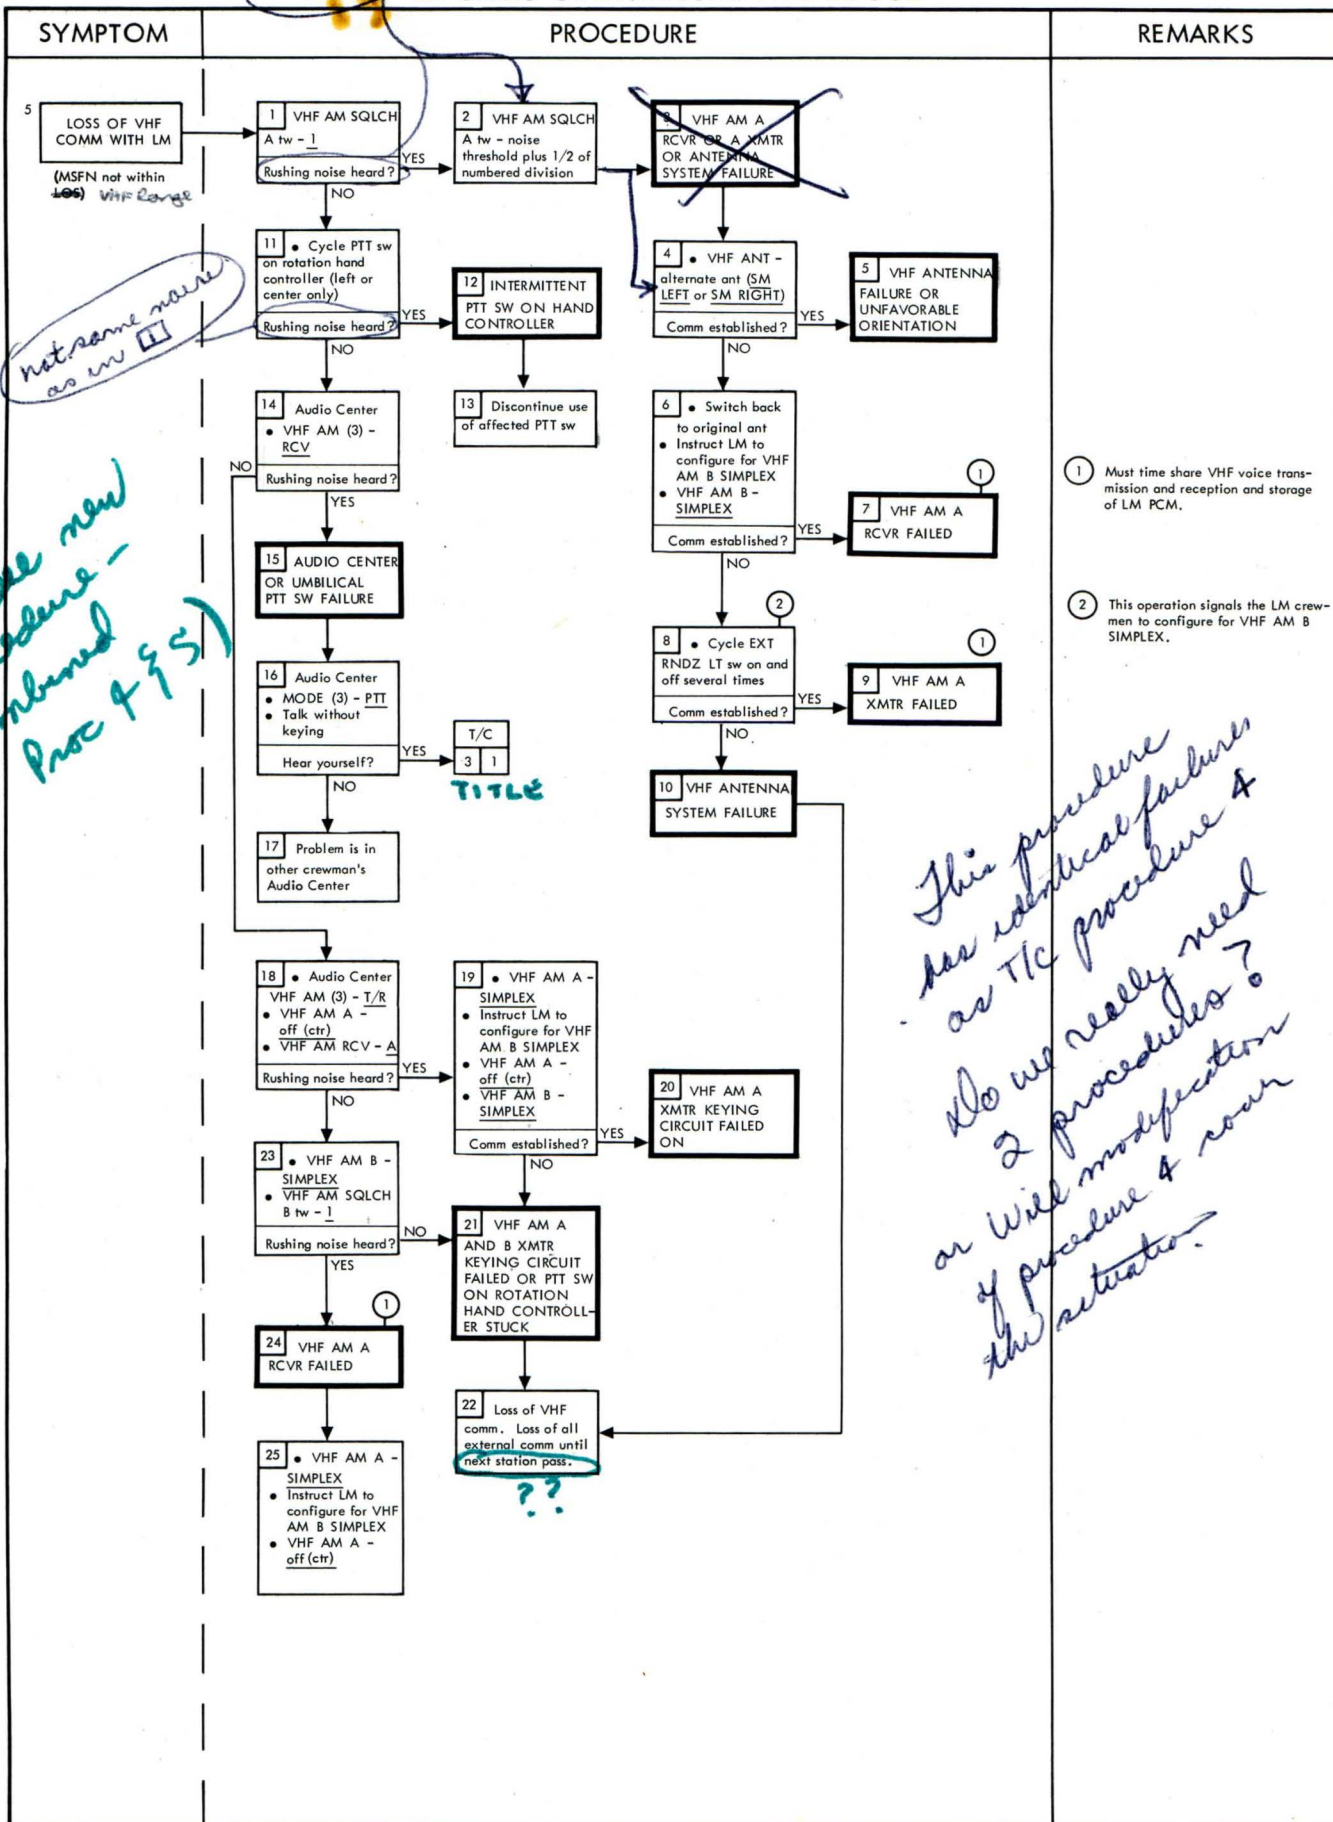 SYMPTOM
PROCEDURE
REMARKS
5
LOSS OF VHF
COMM WITH LM
(MSFN not within
LOS) VHF Range
1 VHF AM SQLCH
A tw - 1
Rushing noise heard?
YES
NO
2 VHF AM SQLCH
A tw - noise
threshold plus 1/2 of
numbered division
3 VHF AM A
RCVR OR A XMTR
OR ANTENNA
SYSTEM FAILURE
11 • Cycle PTT sw
on rotation hand
controller (left or
center only)
Rushing noise heard?
YES
NO
not same noise
as in 1
12 INTERMITTENT
PTT SW ON HAND
CONTROLLER
13 Discontinue use
of affected PTT sw
4 • VHF ANT -
alternate ant (SM
LEFT or SM RIGHT)
Comm established?
YES
NO
5 VHF ANTENNA
FAILURE OR
UNFAVORABLE
ORIENTATION
14 Audio Center
• VHF AM (3) -
RCV
Rushing noise heard?
NO
YES
6 • Switch back
to original ant
• Instruct LM to
configure for VHF
AM B SIMPLEX
• VHF AM B -
SIMPLEX
Comm established?
YES
NO
1
7 VHF AM A
RCVR FAILED
1 Must time share VHF voice trans-
mission and reception and storage
of LM PCM.
new
Proc 4 & 5)
15 AUDIO CENTER
OR UMBILICAL
PTT SW FAILURE
2
8 • Cycle EXT
RNDZ LT sw on and
off several times
Comm established?
YES
NO
1
9 VHF AM A
XMTR FAILED
2 This operation signals the LM crew-
men to configure for VHF AM B
SIMPLEX.
16 Audio Center
• MODE (3) - PTT
• Talk without
keying
Hear yourself?
YES
NO
T/C
3 1
TITLE
10 VHF ANTENNA
SYSTEM FAILURE
17 Problem is in
other crewman's
Audio Center
This procedure
has identical failures
as T/C procedure 4
Do we really need
2 procedures?
or Will modification
of procedure 4 cover
the situation.
18 • Audio Center
VHF AM (3) - T/R
• VHF AM A -
off (ctr)
• VHF AM RCV - A
Rushing noise heard?
YES
NO
19 • VHF AM A -
SIMPLEX
• Instruct LM to
configure for VHF
AM B SIMPLEX
• VHF AM A -
off (ctr)
• VHF AM B -
SIMPLEX
Comm established?
YES
NO
20 VHF AM A
XMTR KEYING
CIRCUIT FAILED
ON
23 • VHF AM B -
SIMPLEX
• VHF AM SQLCH
B tw - 1
Rushing noise heard?
NO
YES
21 VHF AM A
AND B XMTR
KEYING CIRCUIT
FAILED OR PTT SW
ON ROTATION
HAND CONTROLL-
ER STUCK
1
24 VHF AM A
RCVR FAILED
22 Loss of VHF
comm. Loss of all
external comm until
next station pass.
??
25 • VHF AM A -
SIMPLEX
• Instruct LM to
configure for VHF
AM B SIMPLEX
• VHF AM A -
off (ctr)